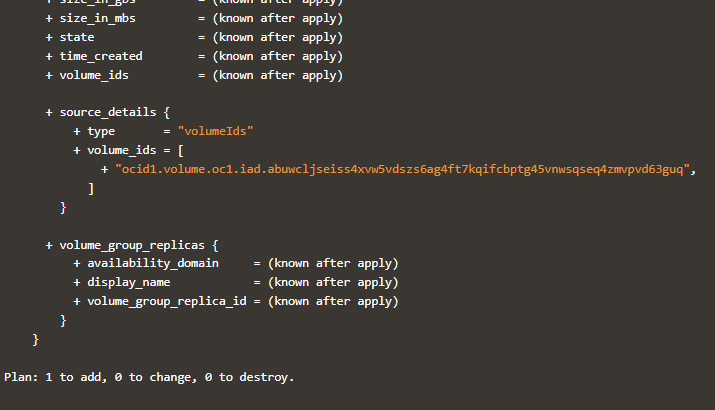 + size_in_gbs = (known after apply)
+ size_in_mbs = (known after apply)
+ state = (known after apply)
+ time_created = (known after apply)
+ volume_ids = (known after apply)
+ source_details {
+ type = "volumeIds"
+ volume_ids = [
+ "ocid1.volume.oc1.iad.abuwcljseiss4xvw5vdszs6ag4ft7kqifcbptg45vnwsqseq4zmvpvd63guq",
]
}
+ volume_group_replicas {
+ availability_domain = (known after apply)
+ display_name = (known after apply)
+ volume_group_replica_id = (known after apply)
}
}
Plan: 1 to add, 0 to change, 0 to destroy.